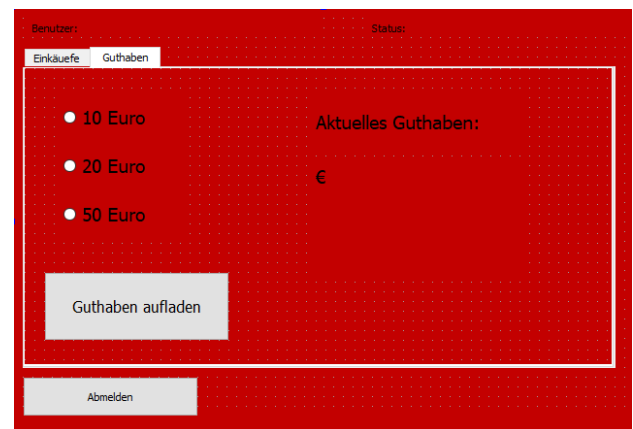 Benutzer: Status:
Einkäuefe Guthaben
10 Euro
Aktuelles Guthaben:
20 Euro
€
50 Euro
Guthaben aufladen
Abmelden